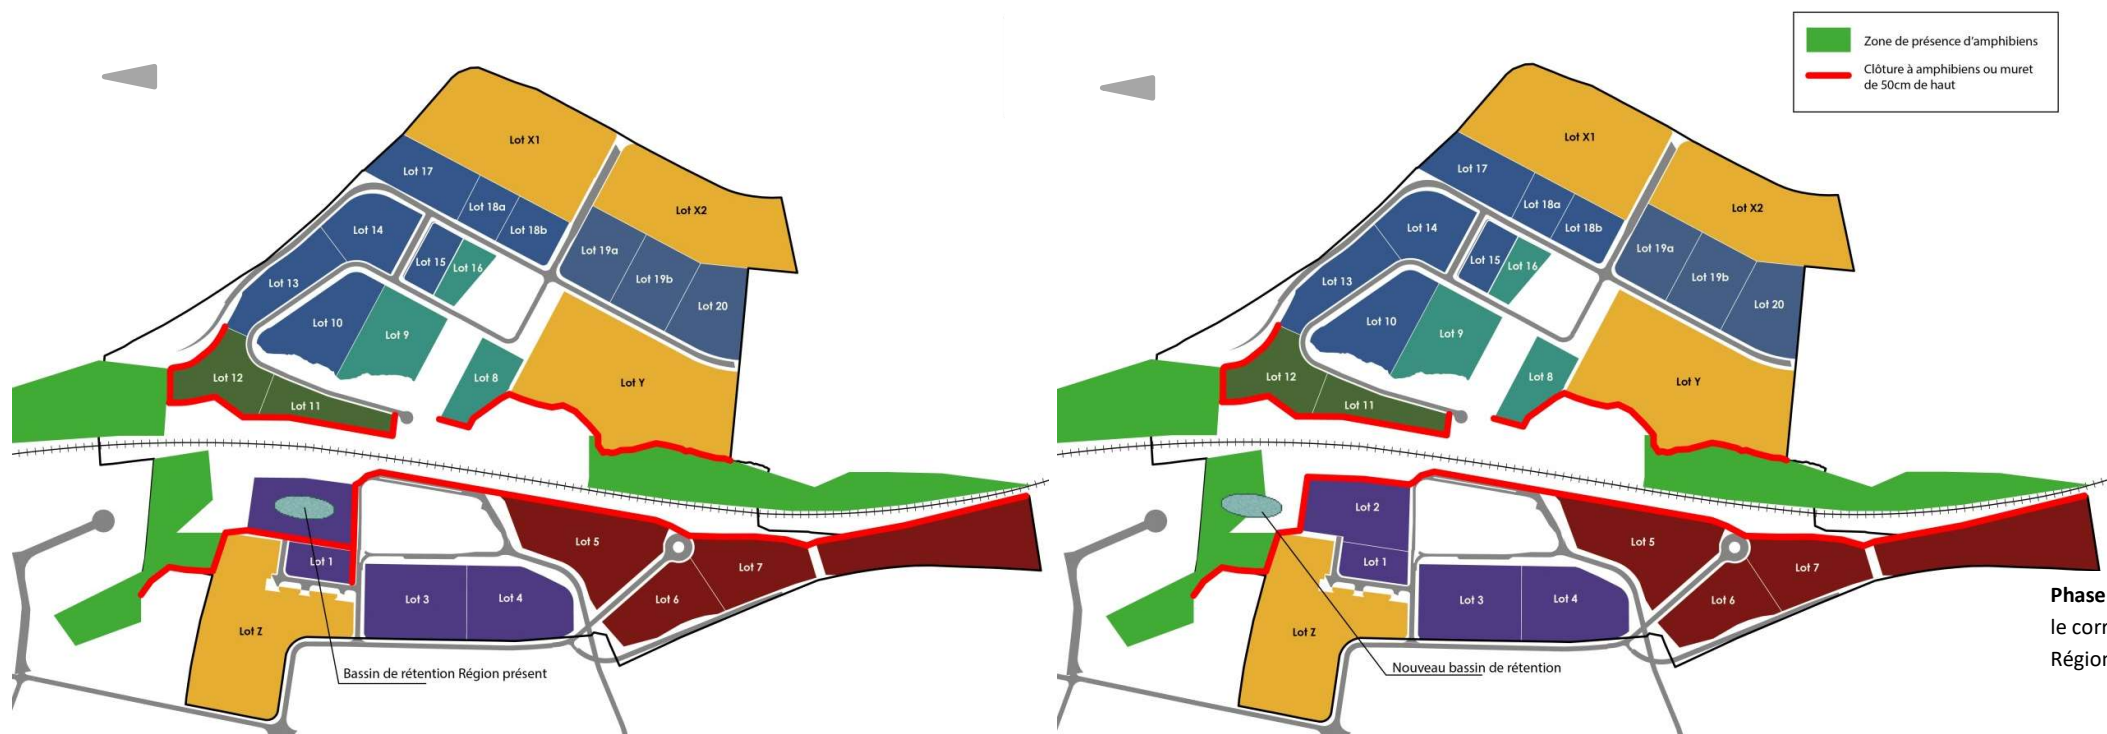 Lot X1
Lot 17
Lot 18a
Lot 18b
Lot X2
Lot 14
Lot 15
Lot 16
Lot 19a
Lot 19b
Lot 20
Lot 13
Lot 10
Lot 9
Lot 8
Lot Y
Lot 12
Lot 11
Lot 1
Lot 5
Lot 7
Lot 3
Lot 4
Lot 6
Lot Z
Bassin de rétention Région présent
Zone de présence d'amphibiens
Clôture à amphibiens ou muret
de 50cm de haut
Lot X1
Lot 17
Lot 18a
Lot 18b
Lot X2
Lot 14
Lot 15
Lot 16
Lot 19a
Lot 19b
Lot 20
Lot 13
Lot 10
Lot 9
Lot 8
Lot Y
Lot 12
Lot 11
Lot 2
Lot 1
Lot 5
Lot 7
Lot 3
Lot 4
Lot 6
Lot Z
Nouveau bassin de rétention
Phase
le corr
Région